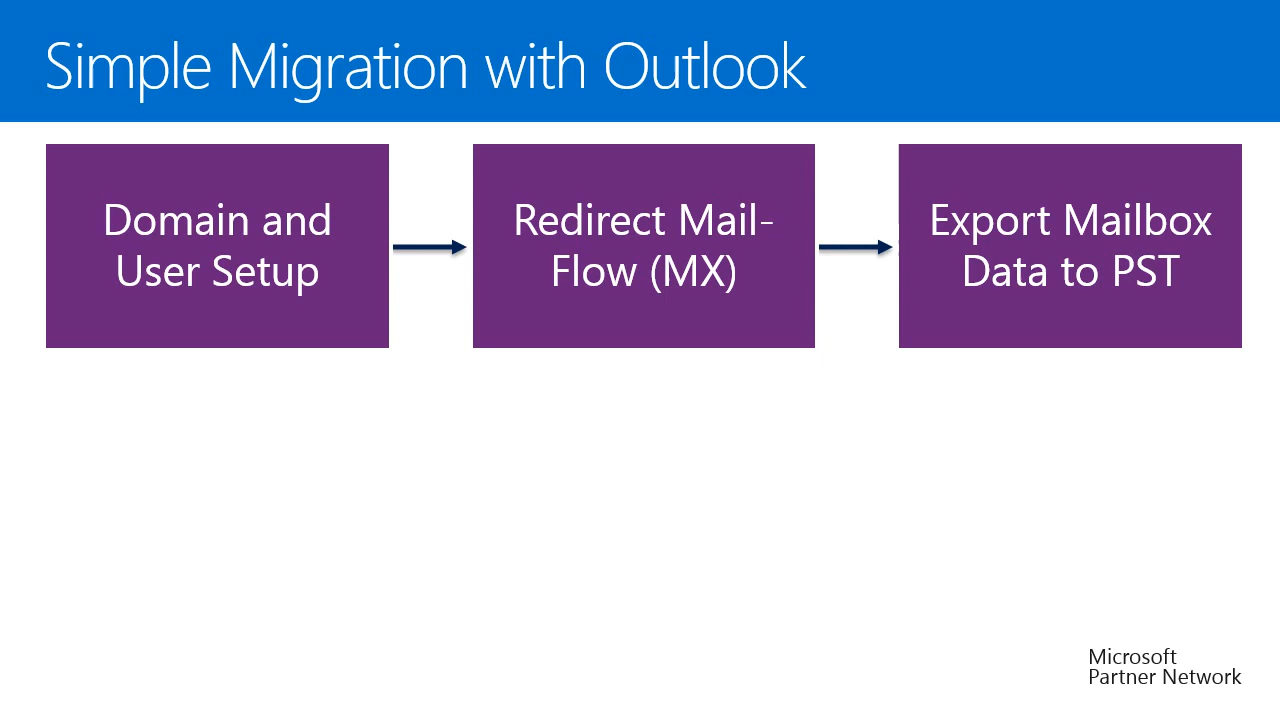 Simple Migration with Outlook
Domain and
User Setup
Redirect Mail-
Flow (MX)
Export Mailbox
Data to PST
Microsoft
Partner Network